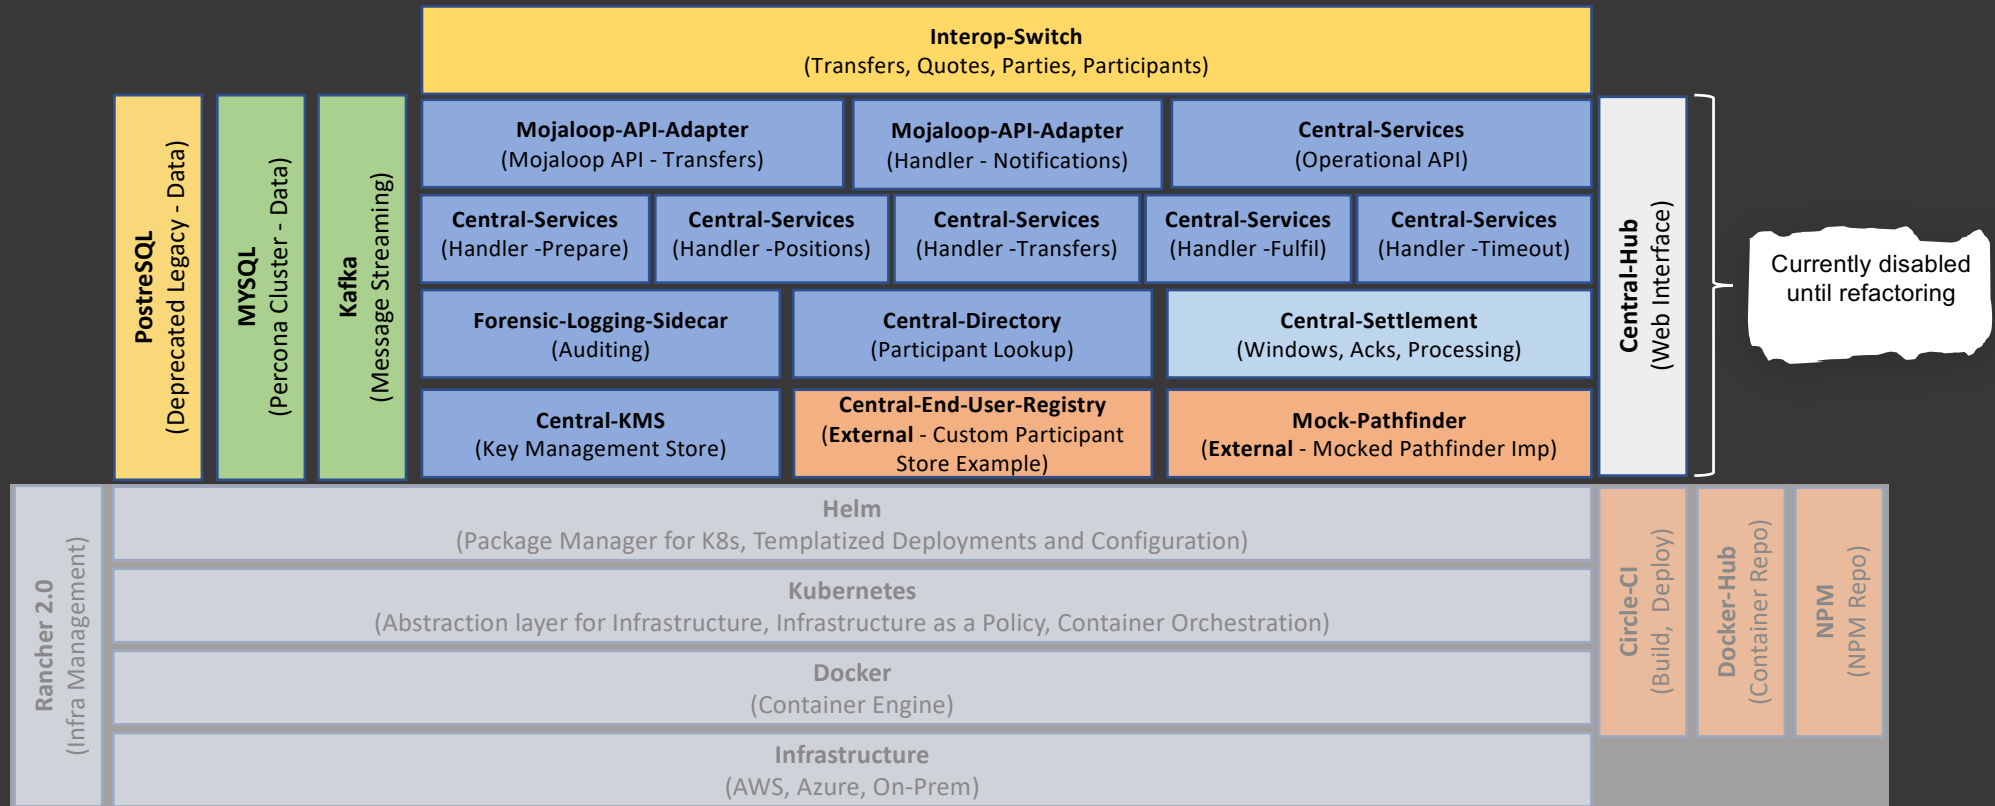 Interop-Switch
(Transfers, Quotes, Parties, Participants)
PostreSQL
(Deprecated Legacy - Data)
MYSQL
(Percona Cluster - Data)
Kafka
(Message Streaming)
Mojaloop-API-Adapter
(Mojaloop API - Transfers)
Mojaloop-API-Adapter
(Handler - Notifications)
Central-Services
(Operational API)
Central-Services
(Handler -Prepare)
Central-Services
(Handler -Positions)
Central-Services
(Handler -Transfers)
Central-Services
(Handler -Fulfil)
Central-Services
(Handler -Timeout)
Forensic-Logging-Sidecar
(Auditing)
Central-Directory
(Participant Lookup)
Central-Settlement
(Windows, Acks, Processing)
Central-KMS
(Key Management Store)
Central-End-User-Registry
(External - Custom Participant
Store Example)
Mock-Pathfinder
(External - Mocked Pathfinder Imp)
Central-Hub
(Web Interface)
Currently disabled
until refactoring
Rancher 2.0
(Infra Management)
Helm
(Package Manager for K8s, Templatized Deployments and Configuration)
Kubernetes
(Abstraction layer for Infrastructure, Infrastructure as a Policy, Container Orchestration)
Docker
(Container Engine)
Infrastructure
(AWS, Azure, On-Prem)
Circle-CI
(Build, Deploy)
Docker-Hub
(Container Repo)
NPM
(NPM Repo)